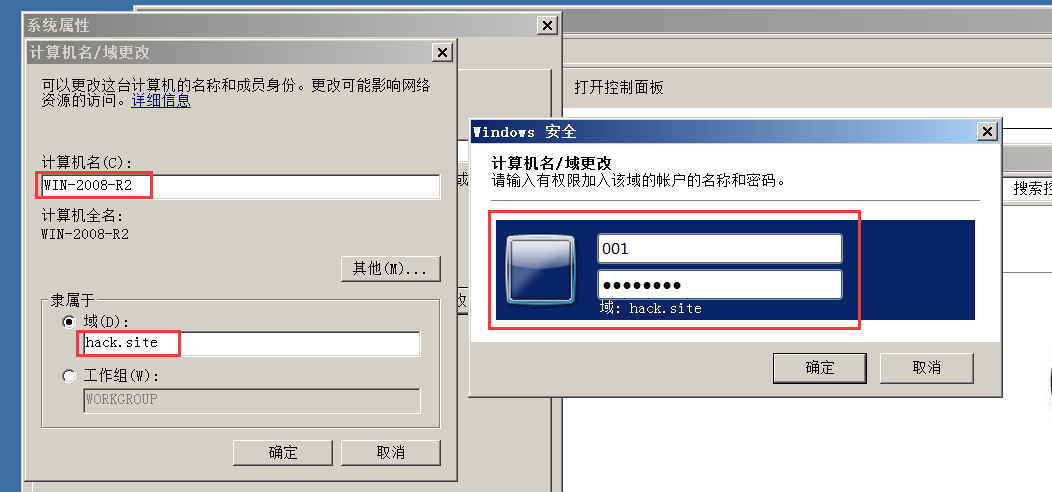 系统属性
计算机名/域更改
可以更改这台计算机的名称和成员身份。更改可能影响网络
资源的访问。详细信息
计算机名(C):
WIN-2008-R2
计算机全名:
WIN-2008-R2
其他(M)...
隶属于
域(D):
hack.site
工作组(W):
WORKGROUP
确定
取消
打开控制面板
或
改
搜索控
Windows 安全
计算机名/域更改
请输入有权限加入该域的帐户的名称和密码。
001
●●●●●●●●
域: hack.site
确定
取消